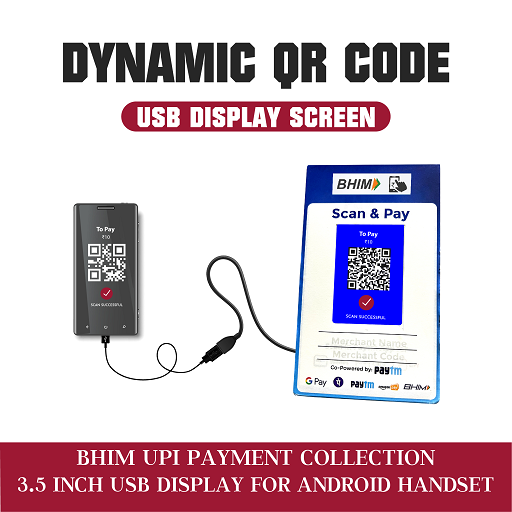 DYNAMIC QR CODE
USB DISPLAY SCREEN
BHIM
Scan & Pay
To Pay
₹10
SCAN SUCCESSFUL
To Pay
₹10
SCAN SUCCESSFUL
Merchant Name
Merchant Code
Co-Powered by: paytm
G Pay paytm amazon pay BHIM
BHIM UPI PAYMENT COLLECTION
3.5 INCH USB DISPLAY FOR ANDROID HANDSET